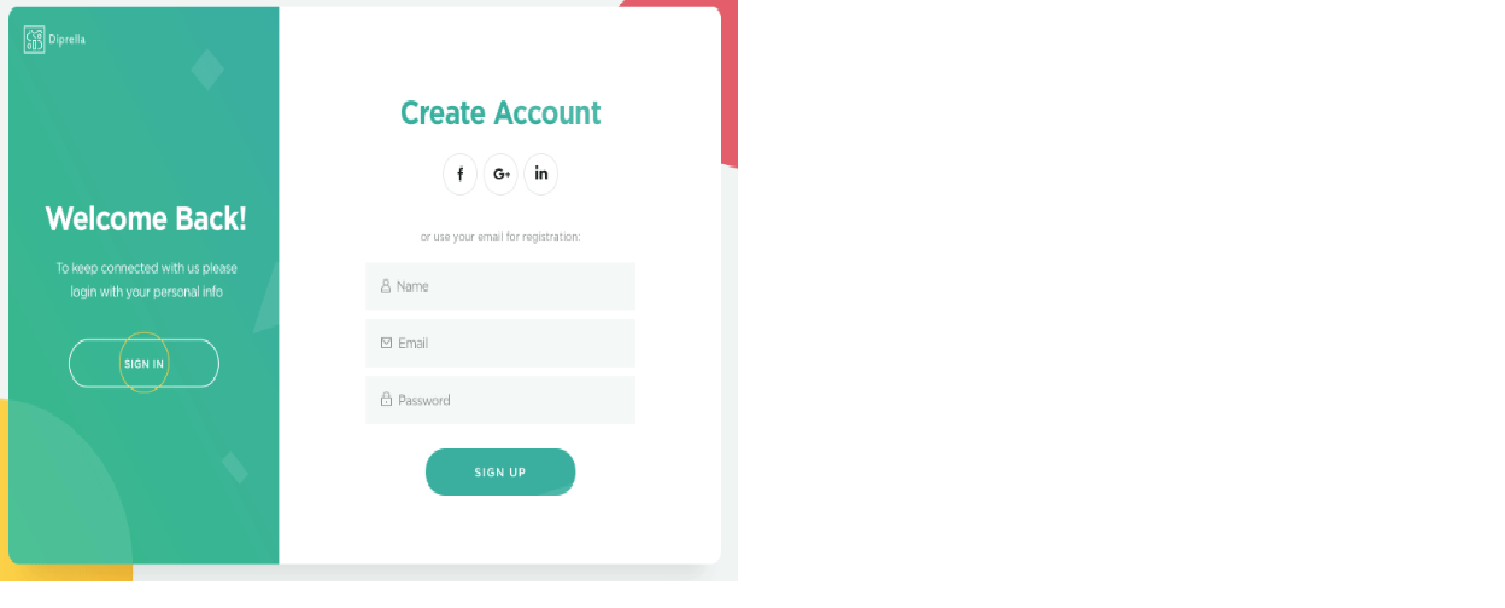 Diprella
Welcome Back!
To keep connected with us please
login with your personal info
SIGN IN
Create Account
f
G+
in
or use your email for registration:
Name
Email
Password
SIGN UP